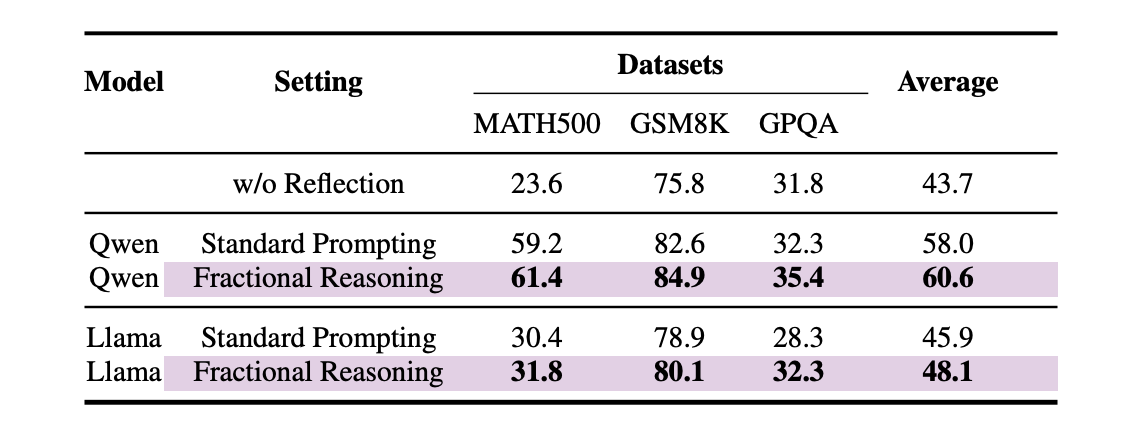 Model Setting Datasets Average
MATH500 GSM8K GPQA
w/o Reflection 23.6 75.8 31.8 43.7
Qwen Standard Prompting 59.2 82.6 32.3 58.0
Qwen Fractional Reasoning 61.4 84.9 35.4 60.6
Llama Standard Prompting 30.4 78.9 28.3 45.9
Llama Fractional Reasoning 31.8 80.1 32.3 48.1